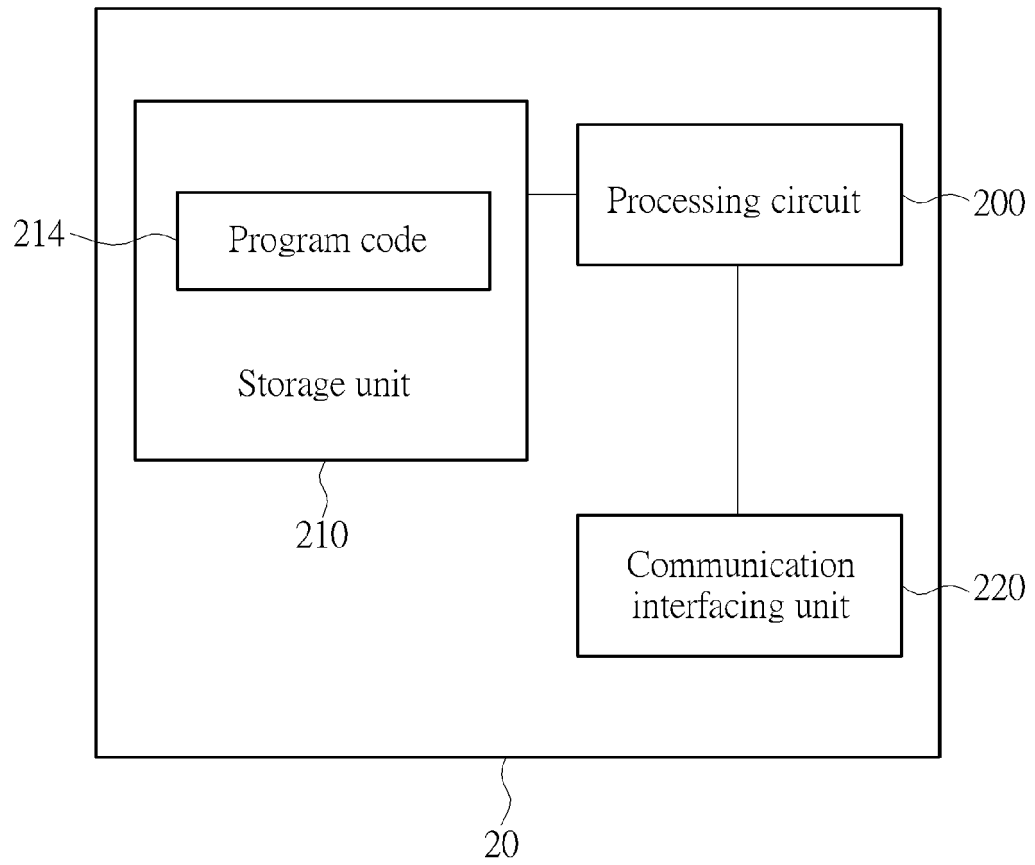 Processing circuit
200
214
Program code
Storage unit
210
Communication
interfacing unit
220
20